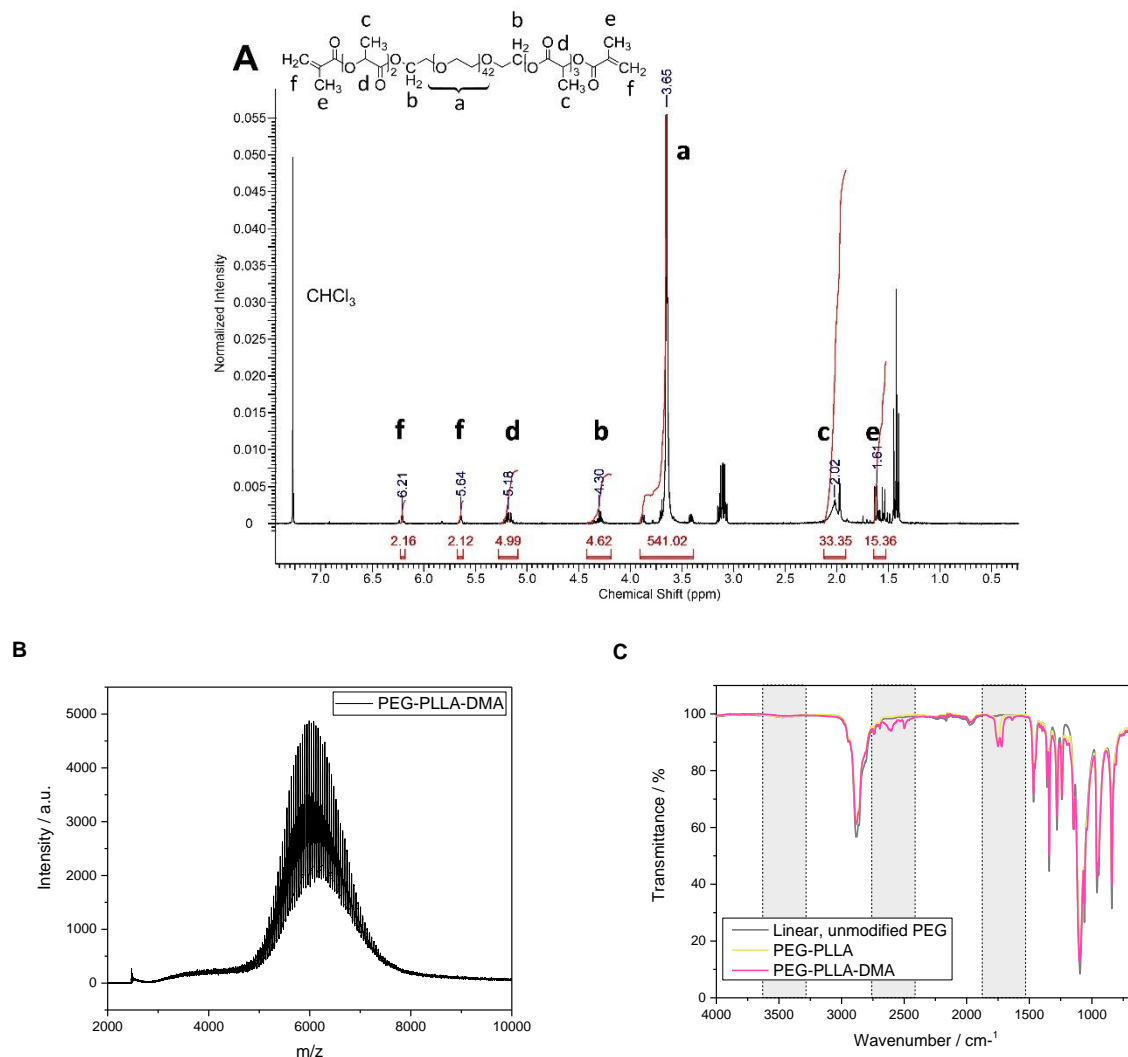 A
H₂C
O
CH₃
O
O
2
O
O
CH₃
C
H₂
O
42
O
H₂
C
O
O
CH₃
3
O
O
CH₃
CH₂
f
e
c
d
b
a
b
d
c
e
f
3.65
a
0.055
0.050
0.045
0.040
0.035
0.030
0.025
0.020
0.015
0.010
0.005
0
Normalized Intensity
CHCl₃
f f d b c e
6.21 5.64 5.18 4.30 2.02 1.61
2.16 2.12 4.99 4.62 541.02 33.35 15.36
7.0 6.5 6.0 5.5 5.0 4.5 4.0 3.5 3.0 2.5 2.0 1.5 1.0 0.5
Chemical Shift (ppm)
B
PEG-PLLA-DMA
5000
4000
3000
2000
1000
0
Intensity / a.u.
2000 4000 6000 8000 10000
m/z
C
100
90
80
70
60
50
40
30
20
10
0
Transmittance / %
Linear, unmodified PEG
PEG-PLLA
PEG-PLLA-DMA
4000 3500 3000 2500 2000 1500 1000
Wavenumber / cm⁻¹